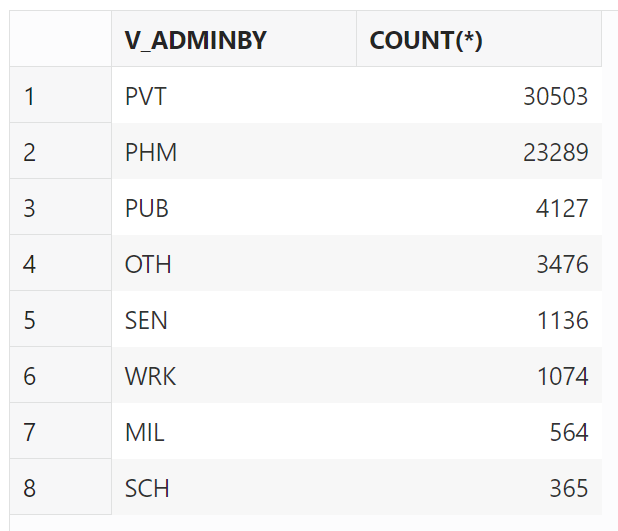 V_ADMINBY COUNT(*)
1 PVT 30503
2 PHM 23289
3 PUB 4127
4 OTH 3476
5 SEN 1136
6 WRK 1074
7 MIL 564
8 SCH 365